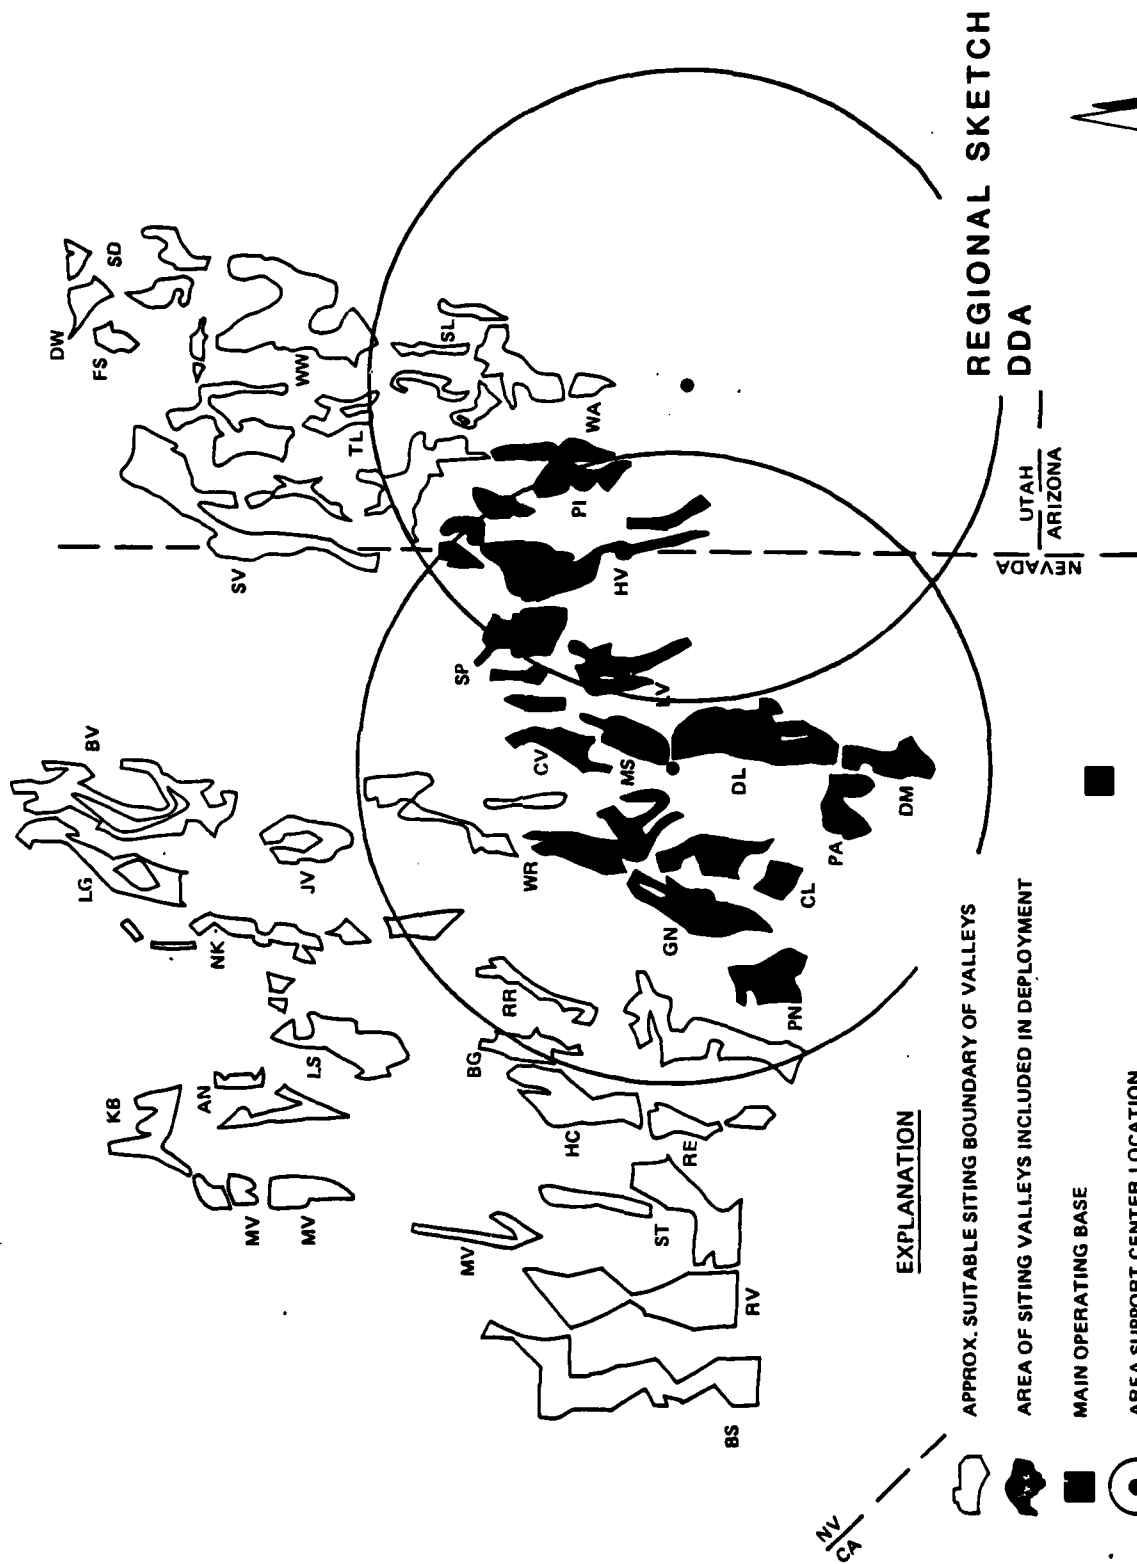 DW
FS
SD
WW
TL
SL
WA
SV
PI
HV
SP
LV
BV
LG
JV
NK
CV
MS
DL
DM
WR
PA
CL
GN
PN
RR
BG
LS
KB
AN
MV
MV
HC
RE
MV
ST
RV
BS
NV
CA
NEVADA
UTAH
ARIZONA
REGIONAL SKETCH
DDA
EXPLANATION
APPROX. SUITABLE SITING BOUNDARY OF VALLEYS
AREA OF SITING VALLEYS INCLUDED IN DEPLOYMENT
MAIN OPERATING BASE
AREA SUPPORT CENTER LOCATION